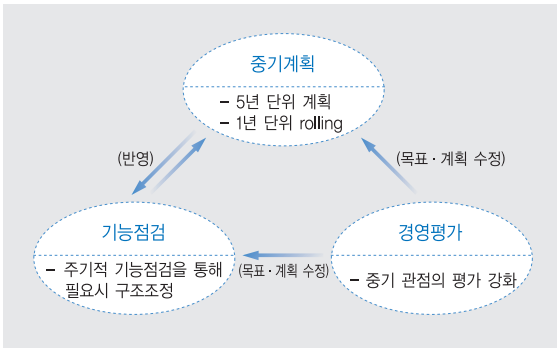 중기계획
– 5년 단위 계획
– 1년 단위 rolling
(반영)
(목표 · 계획 수정)
기능점검
– 주기적 기능점검을 통해
필요시 구조조정
(목표 · 계획 수정)
경영평가
– 중기 관점의 평가 강화